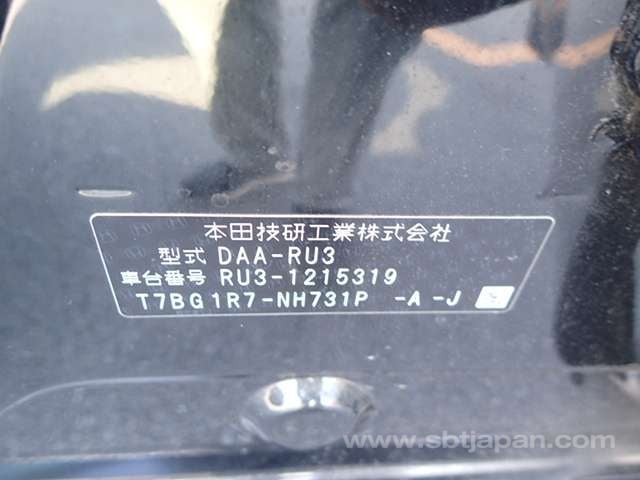 本田技研工業株式会社
型式 DAA-RU3
車台番号 RU3-1215319
T7BG1R7-NH731P -A -J
www.sbtjapan.com